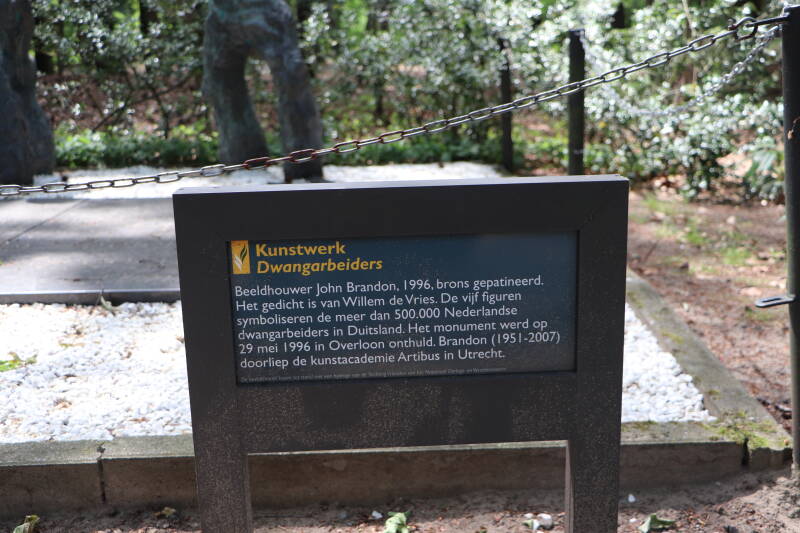 Kunstwerk
Dwangarbeiders
Beeldhouwer John Brandon, 1996, brons gepatineerd.
Het gedicht is van Willem de Vries. De vijf figuren
symboliseren de meer dan 500.000 Nederlandse
dwangarbeiders in Duitsland. Het monument werd op
29 mei 1996 in Overloon onthuld. Brandon (1951-2007)
doorliep de kunstacademie Artibus in Utrecht.